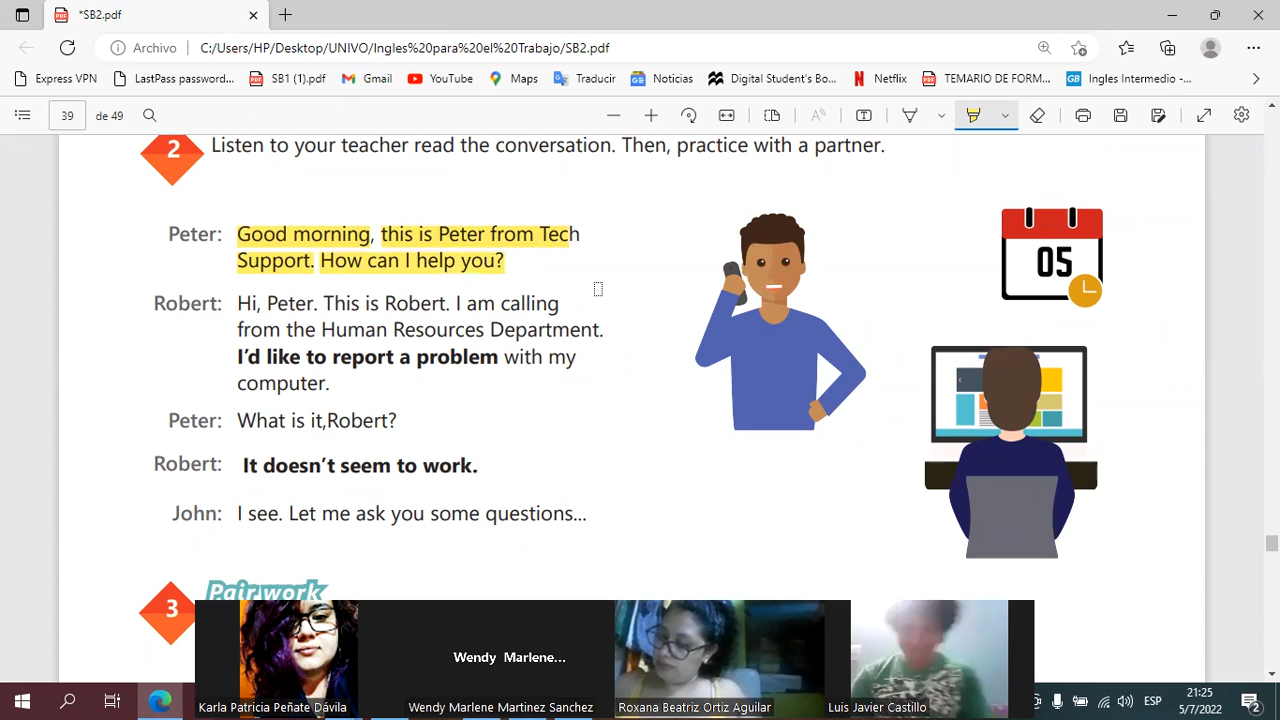 *SB2.pdf
Archivo C:/Users/HP/Desktop/UNIVO/Ingles%20para%20el%20Trabajo/SB2.pdf
Express VPN LastPass password... SB1 (1).pdf Gmail YouTube Maps Traducir Noticias Digital Student's Bo... Netflix TEMARIO DE FORM... Ingles Intermedio -...
39 de 49
2 Listen to your teacher read the conversation. Then, practice with a partner.
Peter: Good morning, this is Peter from Tech
Support. How can I help you?
05
Robert: Hi, Peter. This is Robert. I am calling
from the Human Resources Department.
I'd like to report a problem with my
computer.
Peter: What is it,Robert?
Robert: It doesn't seem to work.
John: I see. Let me ask you some questions...
3 Pair work
Wendy Marlene...
Karla Patricia Peñate Dávila Wendy Marlene Martinez Sanchez Roxana Beatriz Ortiz Aguilar Luis Javier Castillo
ESP 21:25
5/7/2022 2